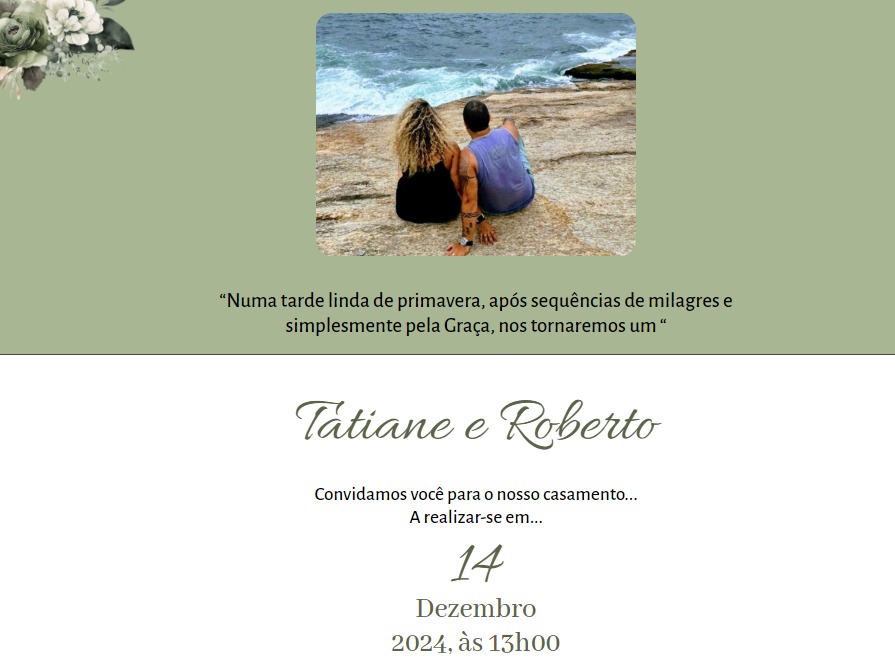 “Numa tarde linda de primavera, após sequências de milagres e
simplesmente pela Graça, nos tornaremos um “
Tatiane e Roberto
Convidamos você para o nosso casamento...
A realizar-se em...
14
Dezembro
2024, às 13h00